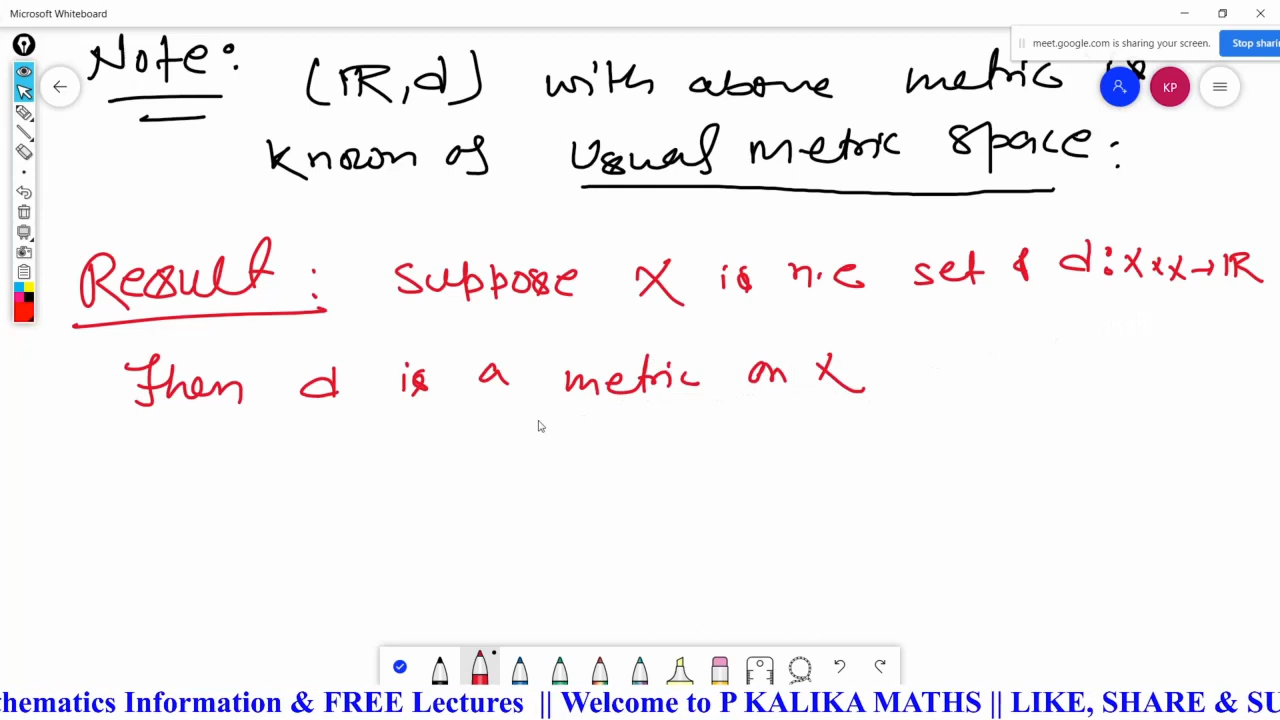 Microsoft Whiteboard
meet.google.com is sharing your screen.
Stop sharin
KP
Note: (IR, d) with above metric is
known as usual metric space:
Result: suppose X is n.e set & d: X x X → IR
Then d is a metric on X
thematics Information & FREE Lectures || Welcome to P KALIKA MATHS || LIKE, SHARE & SU